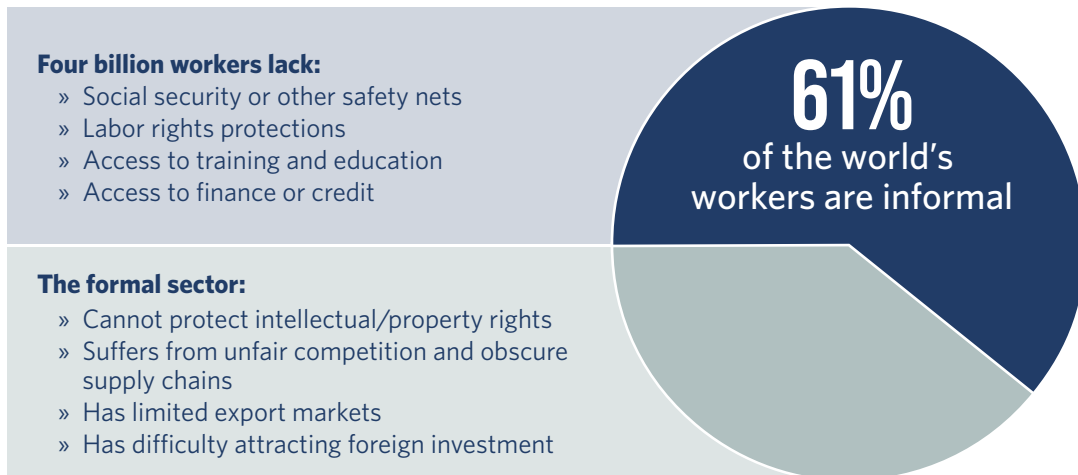 Four billion workers lack:
» Social security or other safety nets
» Labor rights protections
» Access to training and education
» Access to finance or credit
61%
of the world's
workers are informal
The formal sector:
» Cannot protect intellectual/property rights
» Suffers from unfair competition and obscure
supply chains
» Has limited export markets
» Has difficulty attracting foreign investment